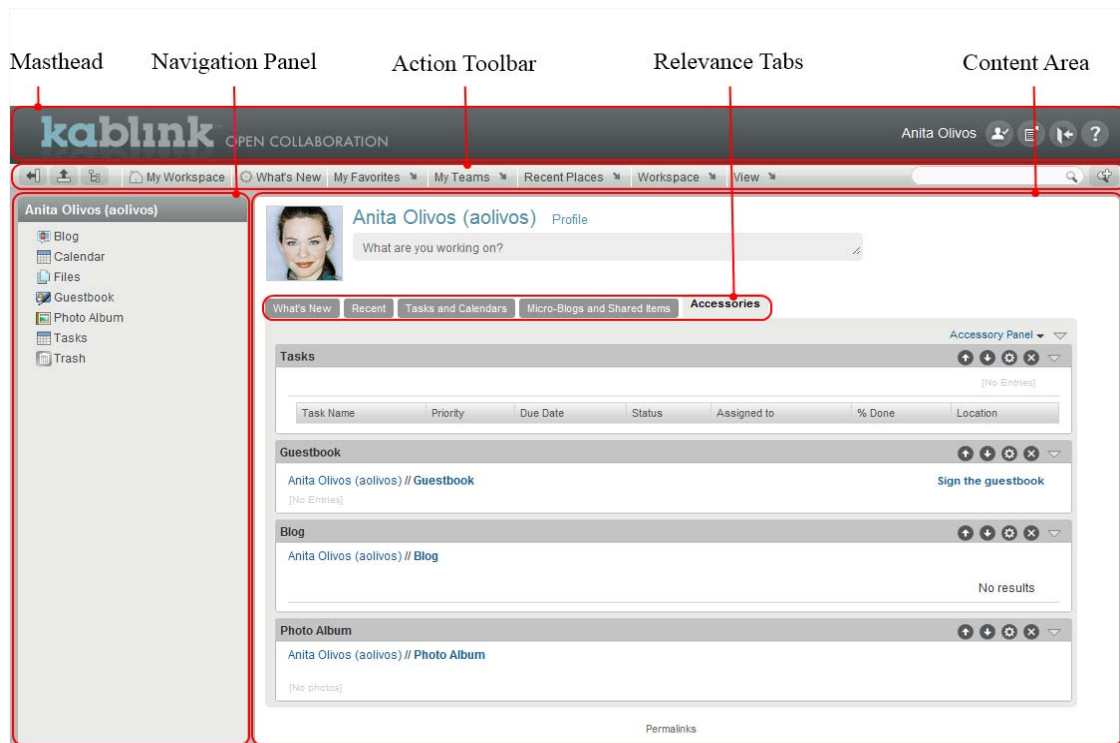 Masthead Navigation Panel Action Toolbar Relevance Tabs Content Area
kablink OPEN COLLABORATION Anita Olivos ?
My Workspace What's New My Favorites My Teams Recent Places Workspace View
Anita Olivos (aolivos)
Blog
Calendar
Files
Guestbook
Photo Album
Tasks
Trash
Anita Olivos (aolivos) Profile
What are you working on?
What's New Recent Tasks and Calendars Micro-Blogs and Shared Items Accessories
Accessory Panel
Tasks
[No Entries]
Task Name Priority Due Date Status Assigned to % Done Location
Guestbook
Anita Olivos (aolivos) // Guestbook Sign the guestbook
[No Entries]
Blog
Anita Olivos (aolivos) // Blog
No results
Photo Album
Anita Olivos (aolivos) // Photo Album
[No photos]
Permalinks